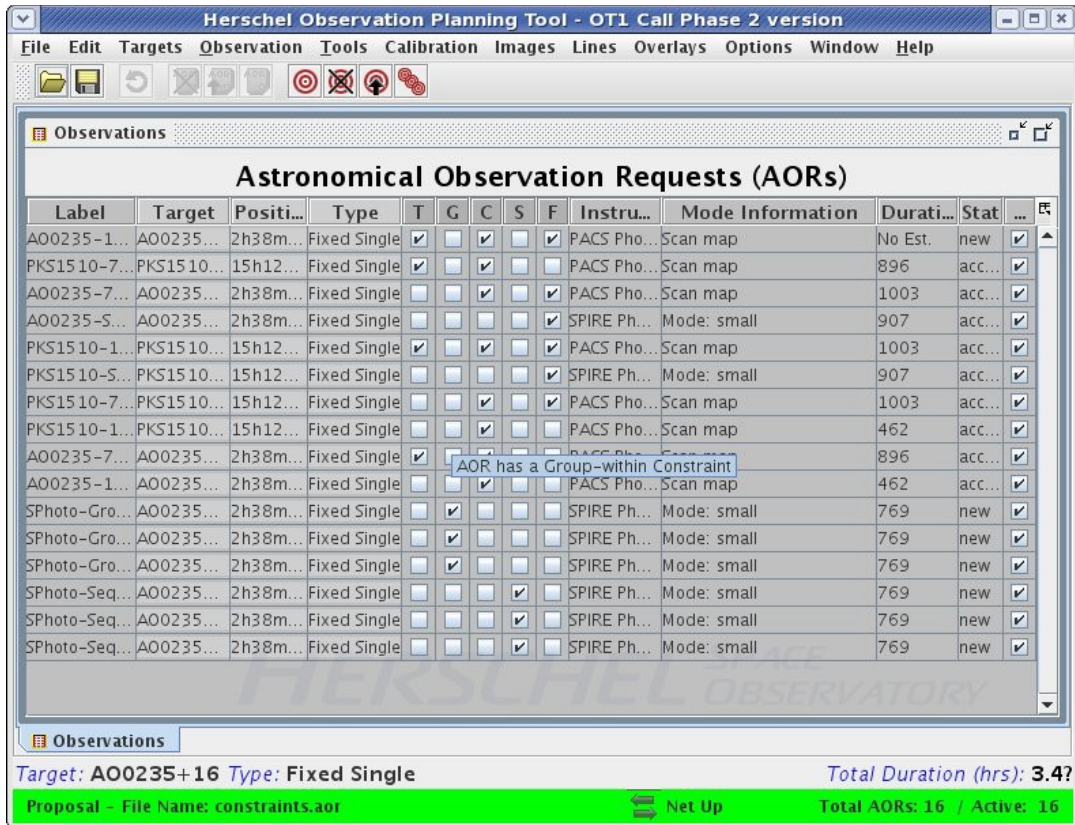 Herschel Observation Planning Tool - OT1 Call Phase 2 version
File Edit Targets Observation Tools Calibration Images Lines Overlays Options Window Help
Observations
Astronomical Observation Requests (AORs)
Label Target Positi... Type T G C S F Instru... Mode Information Durati... Stat ...
AO0235-1... AO0235... 2h38m... Fixed Single PACS Pho... Scan map No Est. new
PKS1510-7... PKS1510... 15h12... Fixed Single PACS Pho... Scan map 896 acc...
AO0235-7... AO0235... 2h38m... Fixed Single PACS Pho... Scan map 1003 acc...
AO0235-S... AO0235... 2h38m... Fixed Single SPIRE Ph... Mode: small 907 acc...
PKS1510-1... PKS1510... 15h12... Fixed Single PACS Pho... Scan map 1003 acc...
PKS1510-S... PKS1510... 15h12... Fixed Single SPIRE Ph... Mode: small 907 acc...
PKS1510-7... PKS1510... 15h12... Fixed Single PACS Pho... Scan map 1003 acc...
PKS1510-1... PKS1510... 15h12... Fixed Single PACS Pho... Scan map 462 acc...
AO0235-7... AO0235... 2h38m... Fixed Single 896 acc...
AOR has a Group-within Constraint
AO0235-1... AO0235... 2h38m... Fixed Single PACS Pho... Scan map 462 acc...
SPhoto-Gro... AO0235... 2h38m... Fixed Single SPIRE Ph... Mode: small 769 new
SPhoto-Gro... AO0235... 2h38m... Fixed Single SPIRE Ph... Mode: small 769 new
SPhoto-Gro... AO0235... 2h38m... Fixed Single SPIRE Ph... Mode: small 769 new
SPhoto-Seq... AO0235... 2h38m... Fixed Single SPIRE Ph... Mode: small 769 new
SPhoto-Seq... AO0235... 2h38m... Fixed Single SPIRE Ph... Mode: small 769 new
SPhoto-Seq... AO0235... 2h38m... Fixed Single SPIRE Ph... Mode: small 769 new
HERSCHEL SPACE OBSERVATORY
Observations
Target: AO0235+16 Type: Fixed Single Total Duration (hrs): 3.4?
Proposal - File Name: constraints.aor Net Up Total AORs: 16 / Active: 16